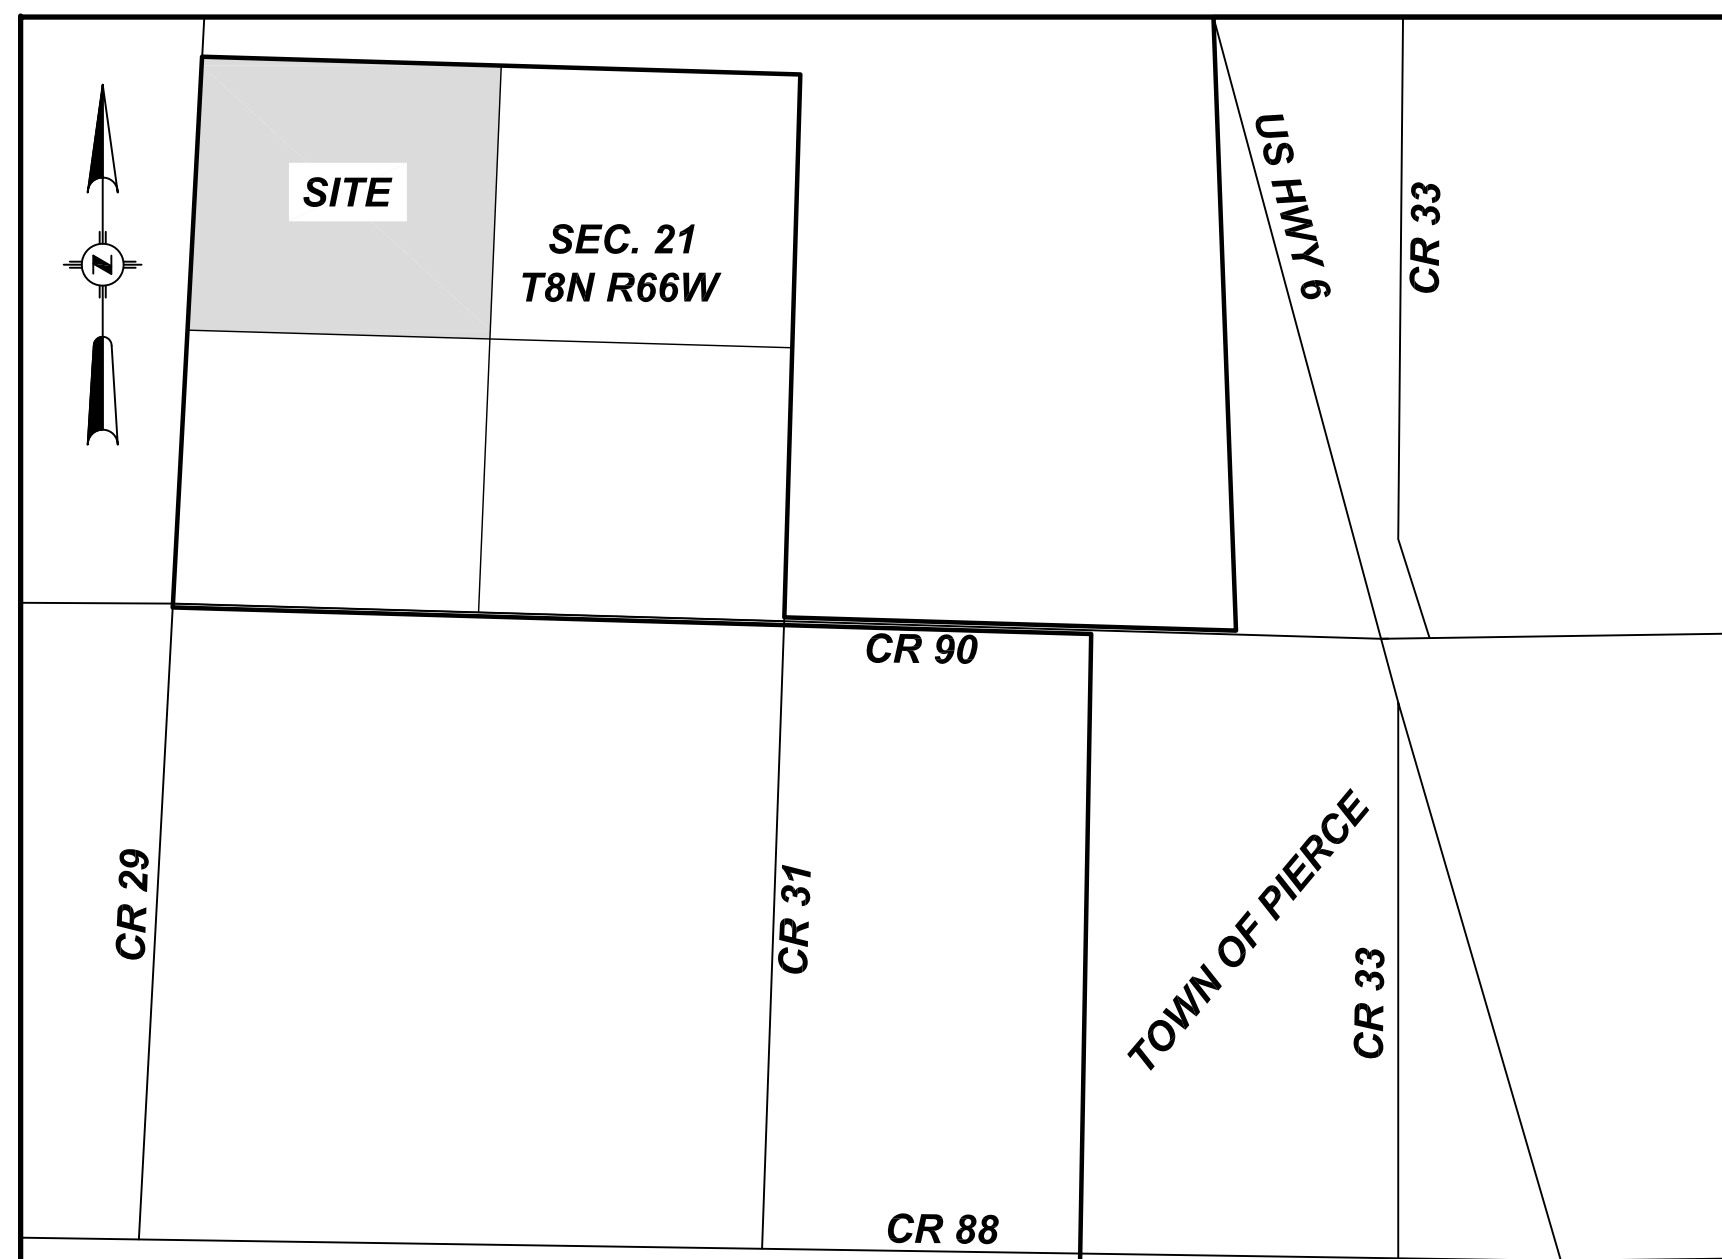 SITE
SEC. 21
T8N R66W
US HWY 6
CR 33
CR 90
CR 29
CR 31
TOWN OF PIERCE
CR 33
CR 88
N